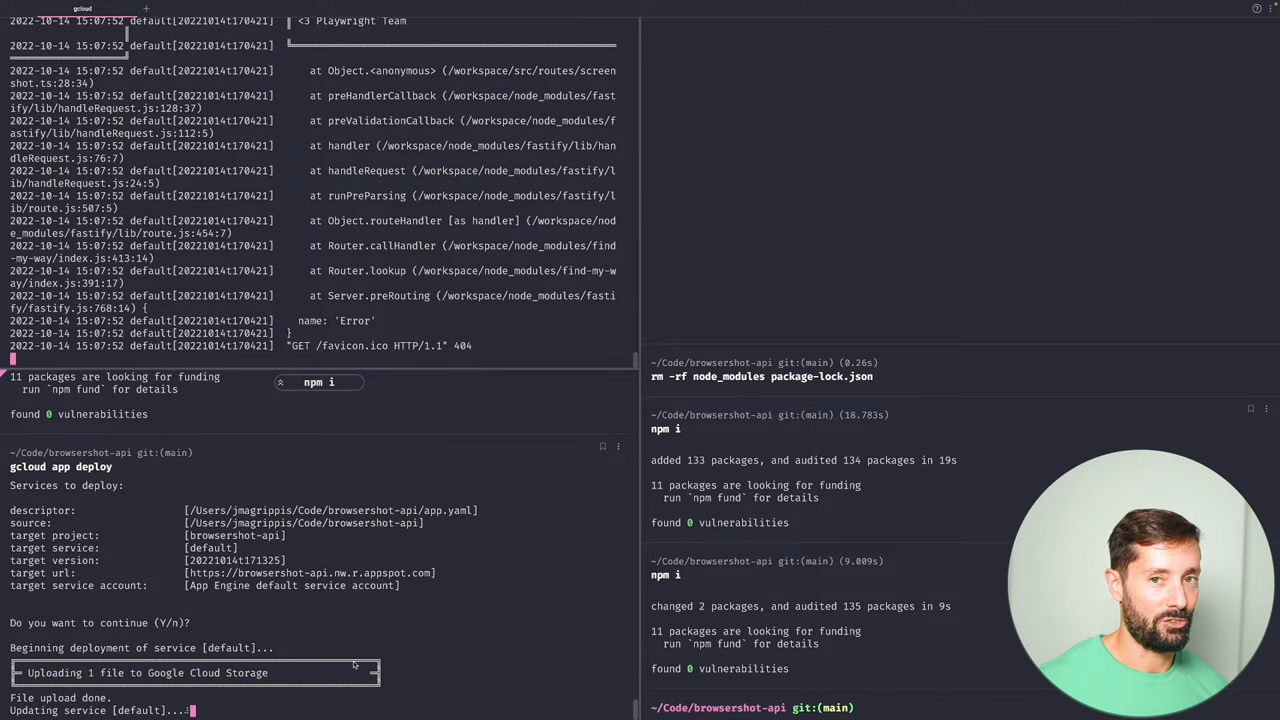 gcloud
2022-10-14 15:07:52 default[20221014t170421]  ║ <3 Playwright Team
║
2022-10-14 15:07:52 default[20221014t170421]  ╚═════════════════════════════════════════
═══════════════╝
2022-10-14 15:07:52 default[20221014t170421]      at Object.<anonymous> (/workspace/src/routes/screen
shot.ts:28:34)
2022-10-14 15:07:52 default[20221014t170421]      at preHandlerCallback (/workspace/node_modules/fast
ify/lib/handleRequest.js:128:37)
2022-10-14 15:07:52 default[20221014t170421]      at preValidationCallback (/workspace/node_modules/f
astify/lib/handleRequest.js:112:5)
2022-10-14 15:07:52 default[20221014t170421]      at handler (/workspace/node_modules/fastify/lib/han
dleRequest.js:76:7)
2022-10-14 15:07:52 default[20221014t170421]      at handleRequest (/workspace/node_modules/fastify/l
ib/handleRequest.js:24:5)
2022-10-14 15:07:52 default[20221014t170421]      at runPreParsing (/workspace/node_modules/fastify/l
ib/route.js:507:5)
2022-10-14 15:07:52 default[20221014t170421]      at Object.routeHandler [as handler] (/workspace/nod
e_modules/fastify/lib/route.js:454:7)
2022-10-14 15:07:52 default[20221014t170421]      at Router.callHandler (/workspace/node_modules/find
-my-way/index.js:413:14)
2022-10-14 15:07:52 default[20221014t170421]      at Router.lookup (/workspace/node_modules/find-my-w
ay/index.js:391:17)
2022-10-14 15:07:52 default[20221014t170421]      at Server.preRouting (/workspace/node_modules/fasti
fy/fastify.js:768:14) {
2022-10-14 15:07:52 default[20221014t170421]    name: 'Error'
2022-10-14 15:07:52 default[20221014t170421]  }
2022-10-14 15:07:52 default[20221014t170421]  "GET /favicon.ico HTTP/1.1" 404
11 packages are looking for funding
run `npm fund` for details
npm i
found 0 vulnerabilities
~/Code/browsershot-api git:(main)
gcloud app deploy
Services to deploy:
descriptor:                  [/Users/jmagrippis/Code/browsershot-api/app.yaml]
source:                      [/Users/jmagrippis/Code/browsershot-api]
target project:              [browsershot-api]
target service:              [default]
target version:              [20221014t171325]
target url:                  [https://browsershot-api.nw.r.appspot.com]
target service account:      [App Engine default service account]
Do you want to continue (Y/n)?
Beginning deployment of service [default]...
Uploading 1 file to Google Cloud Storage
File upload done.
Updating service [default]...
~/Code/browsershot-api git:(main) (0.26s)
rm -rf node_modules package-lock.json
~/Code/browsershot-api git:(main) (18.783s)
npm i
added 133 packages, and audited 134 packages in 19s
11 packages are looking for funding
run `npm fund` for details
found 0 vulnerabilities
~/Code/browsershot-api git:(main) (9.009s)
npm i
changed 2 packages, and audited 135 packages in 9s
11 packages are looking for funding
run `npm fund` for details
found 0 vulnerabilities
~/Code/browsershot-api git:(main)